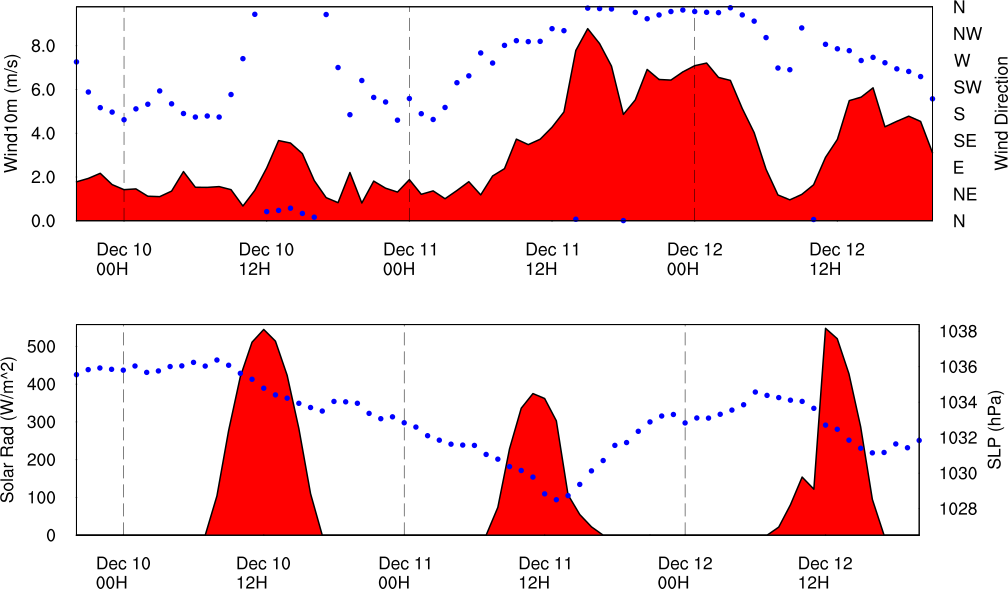 N
8.0 NW
W
6.0 SW
S
4.0 SE
E
2.0 NE
0.0 N
Wind10m (m/s)
Wind Direction
Dec 10 Dec 10 Dec 11 Dec 11 Dec 12 Dec 12
00H 12H 00H 12H 00H 12H
1038
500 1036
400 1034
300 1032
200 1030
100 1028
0
Solar Rad (W/m^2)
SLP (hPa)
Dec 10 Dec 10 Dec 11 Dec 11 Dec 12 Dec 12
00H 12H 00H 12H 00H 12H